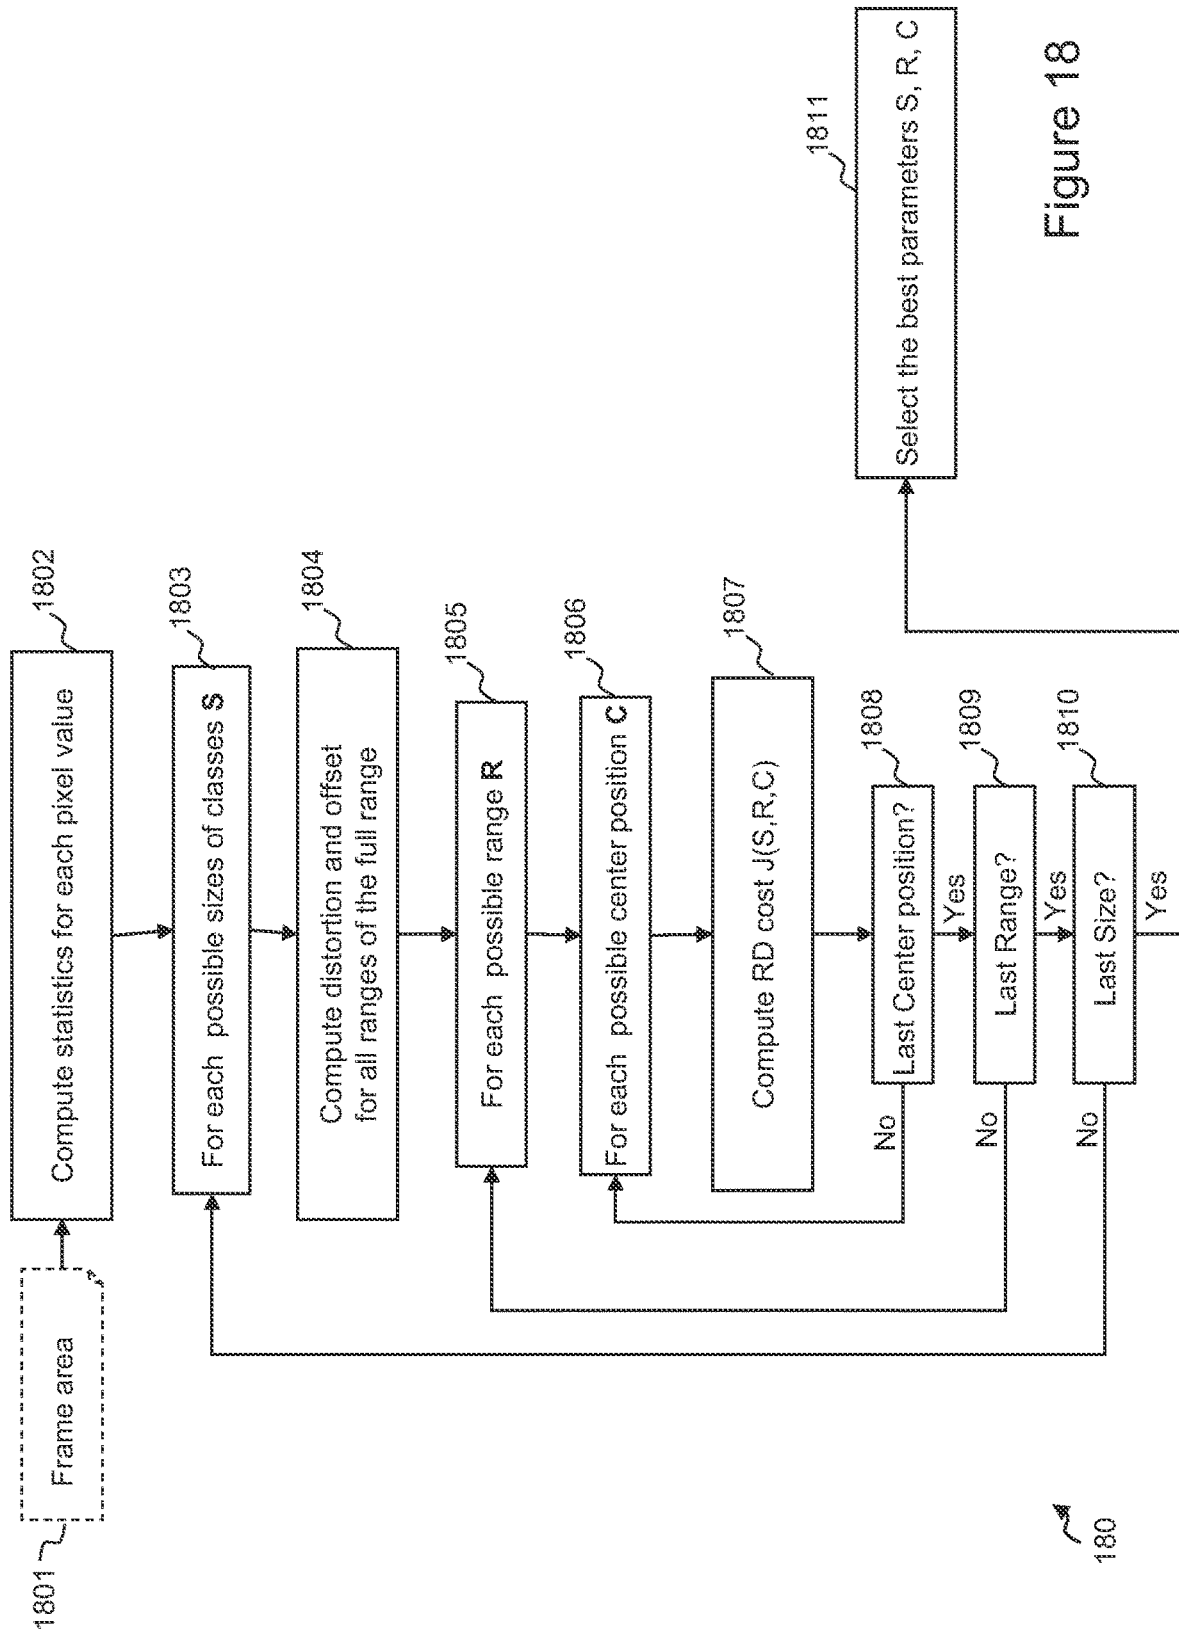 1801
Frame area
Compute statistics for each pixel value
1802
For each possible sizes of classes S
1803
Compute distortion and offset
for all ranges of the full range
1804
For each possible range R
1805
For each possible center position C
1806
Compute RD cost J(S,R,C)
1807
Last Center position?
1808
No
Yes
Last Range?
1809
No
Yes
Last Size?
1810
No
Yes
Select the best parameters S, R, C
1811
180
Figure 18